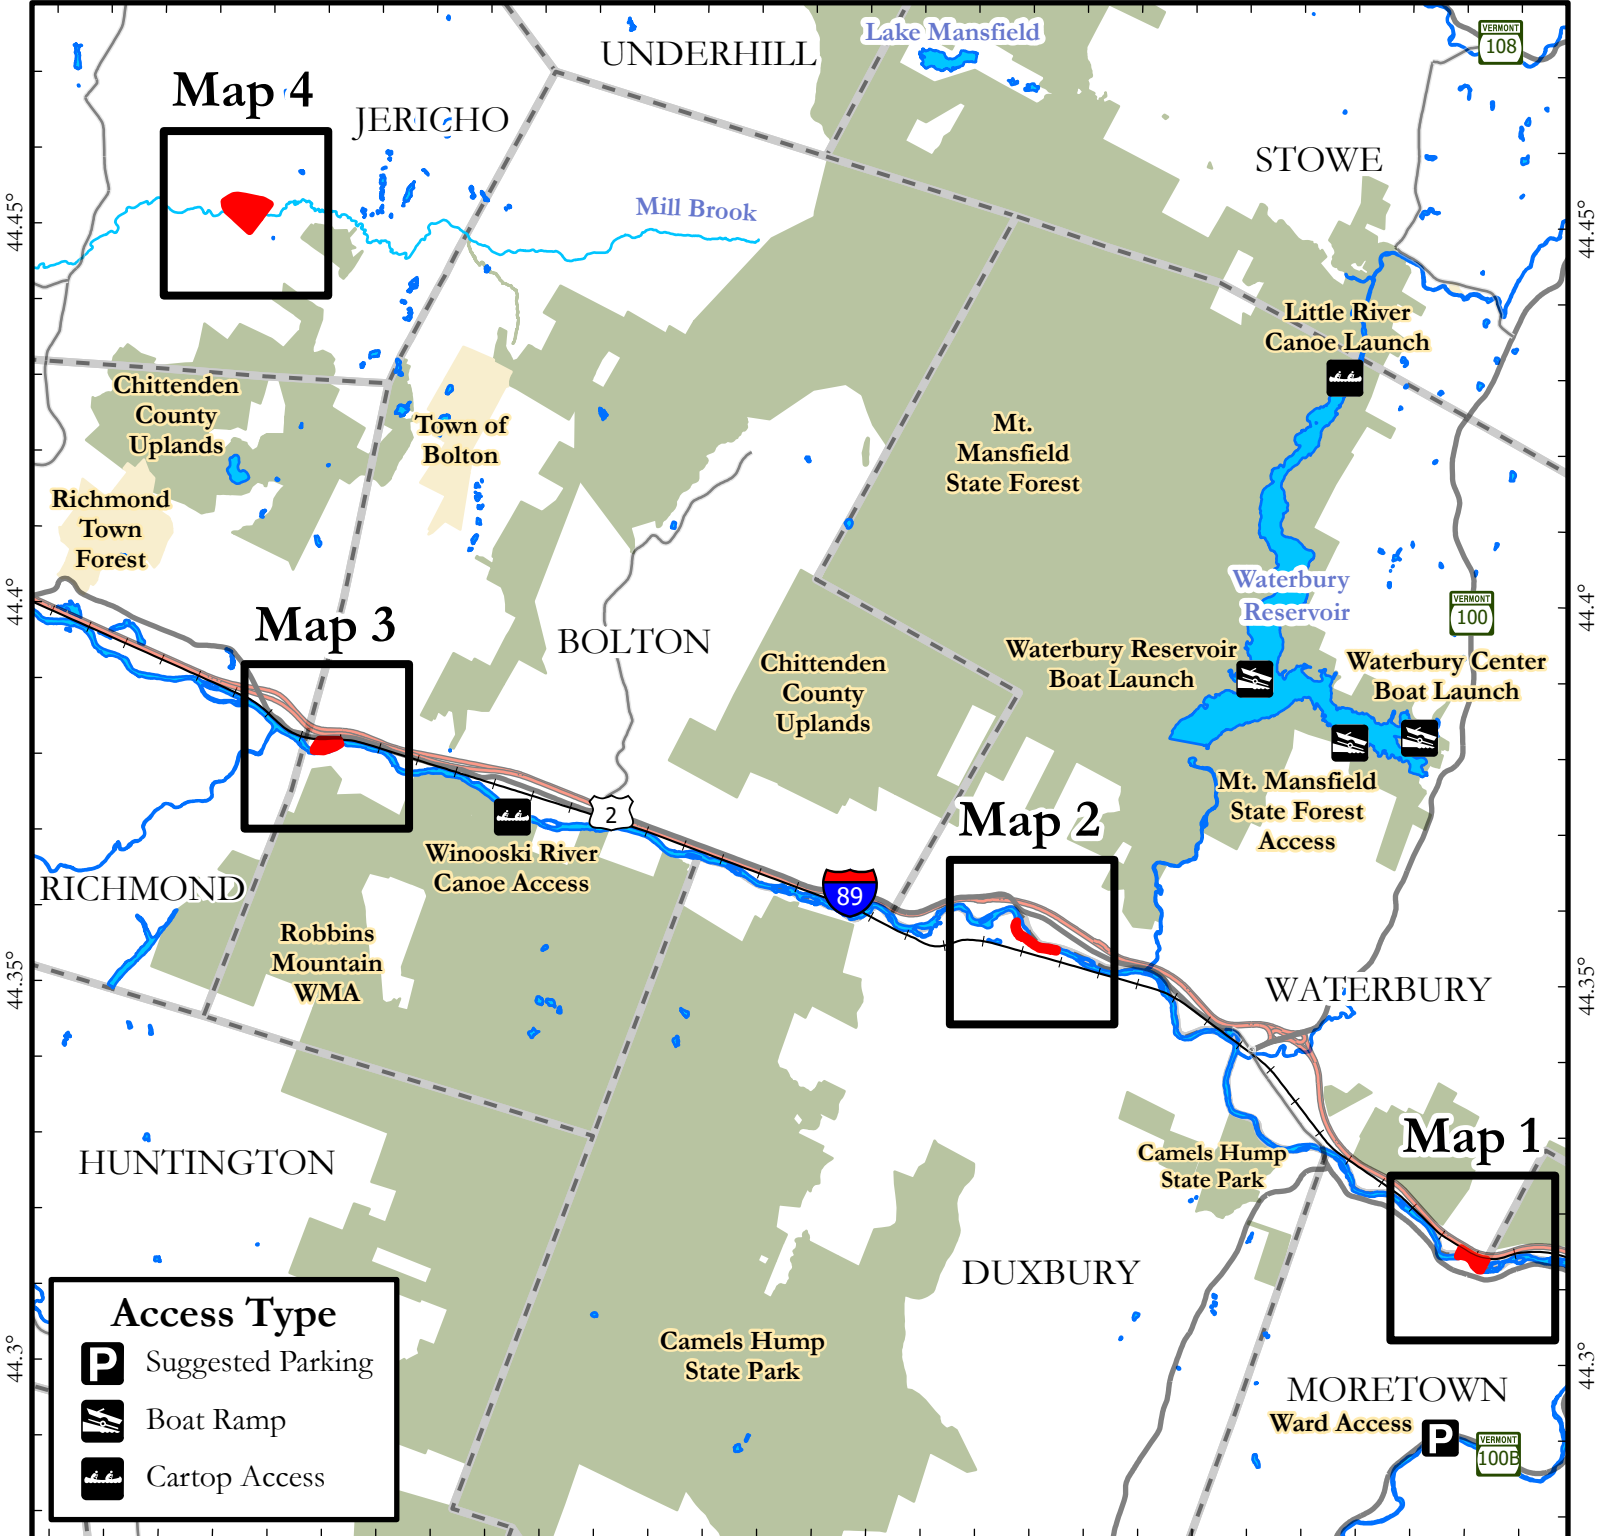 Lake Mansfield
UNDERHILL
VERMONT
108
Map 4
JERICHO
STOWE
Mill Brook
44.45°
44.45°
Little River
Canoe Launch
Chittenden
County
Uplands
Town of
Bolton
Mt.
Mansfield
State Forest
Richmond
Town
Forest
44.4°
44.4°
Waterbury
Reservoir
VERMONT
100
Map 3
BOLTON
Waterbury Reservoir
Boat Launch
Waterbury Center
Boat Launch
Chittenden
County
Uplands
Mt. Mansfield
State Forest
Access
2
Map 2
Winooski River
Canoe Access
RICHMOND
89
Robbins
Mountain
WMA
44.35°
44.35°
WATERBURY
Map 1
HUNTINGTON
Camels Hump
State Park
DUXBURY
Camels Hump
State Park
44.3°
44.3°
MORETOWN
Ward Access
P
VERMONT
100B
Access Type
P
Suggested Parking
Boat Ramp
Cartop Access